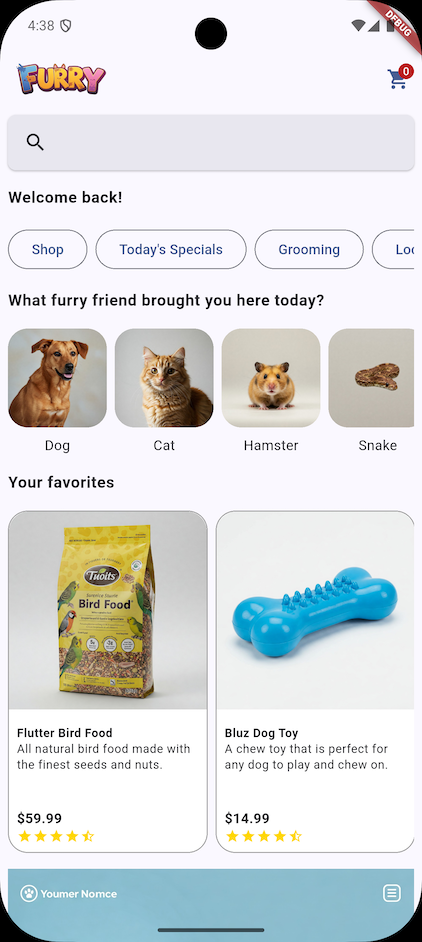 4:38
DEBUG
FURRY
0
Welcome back!
Shop
Today's Specials
Grooming
Loc
What furry friend brought you here today?
Dog
Cat
Hamster
Snake
Your favorites
Tuoits
Bird Food
Flutter Bird Food
All natural bird food made with
the finest seeds and nuts.
$59.99
Bluz Dog Toy
A chew toy that is perfect for
any dog to play and chew on.
$14.99
Youmer Nomce